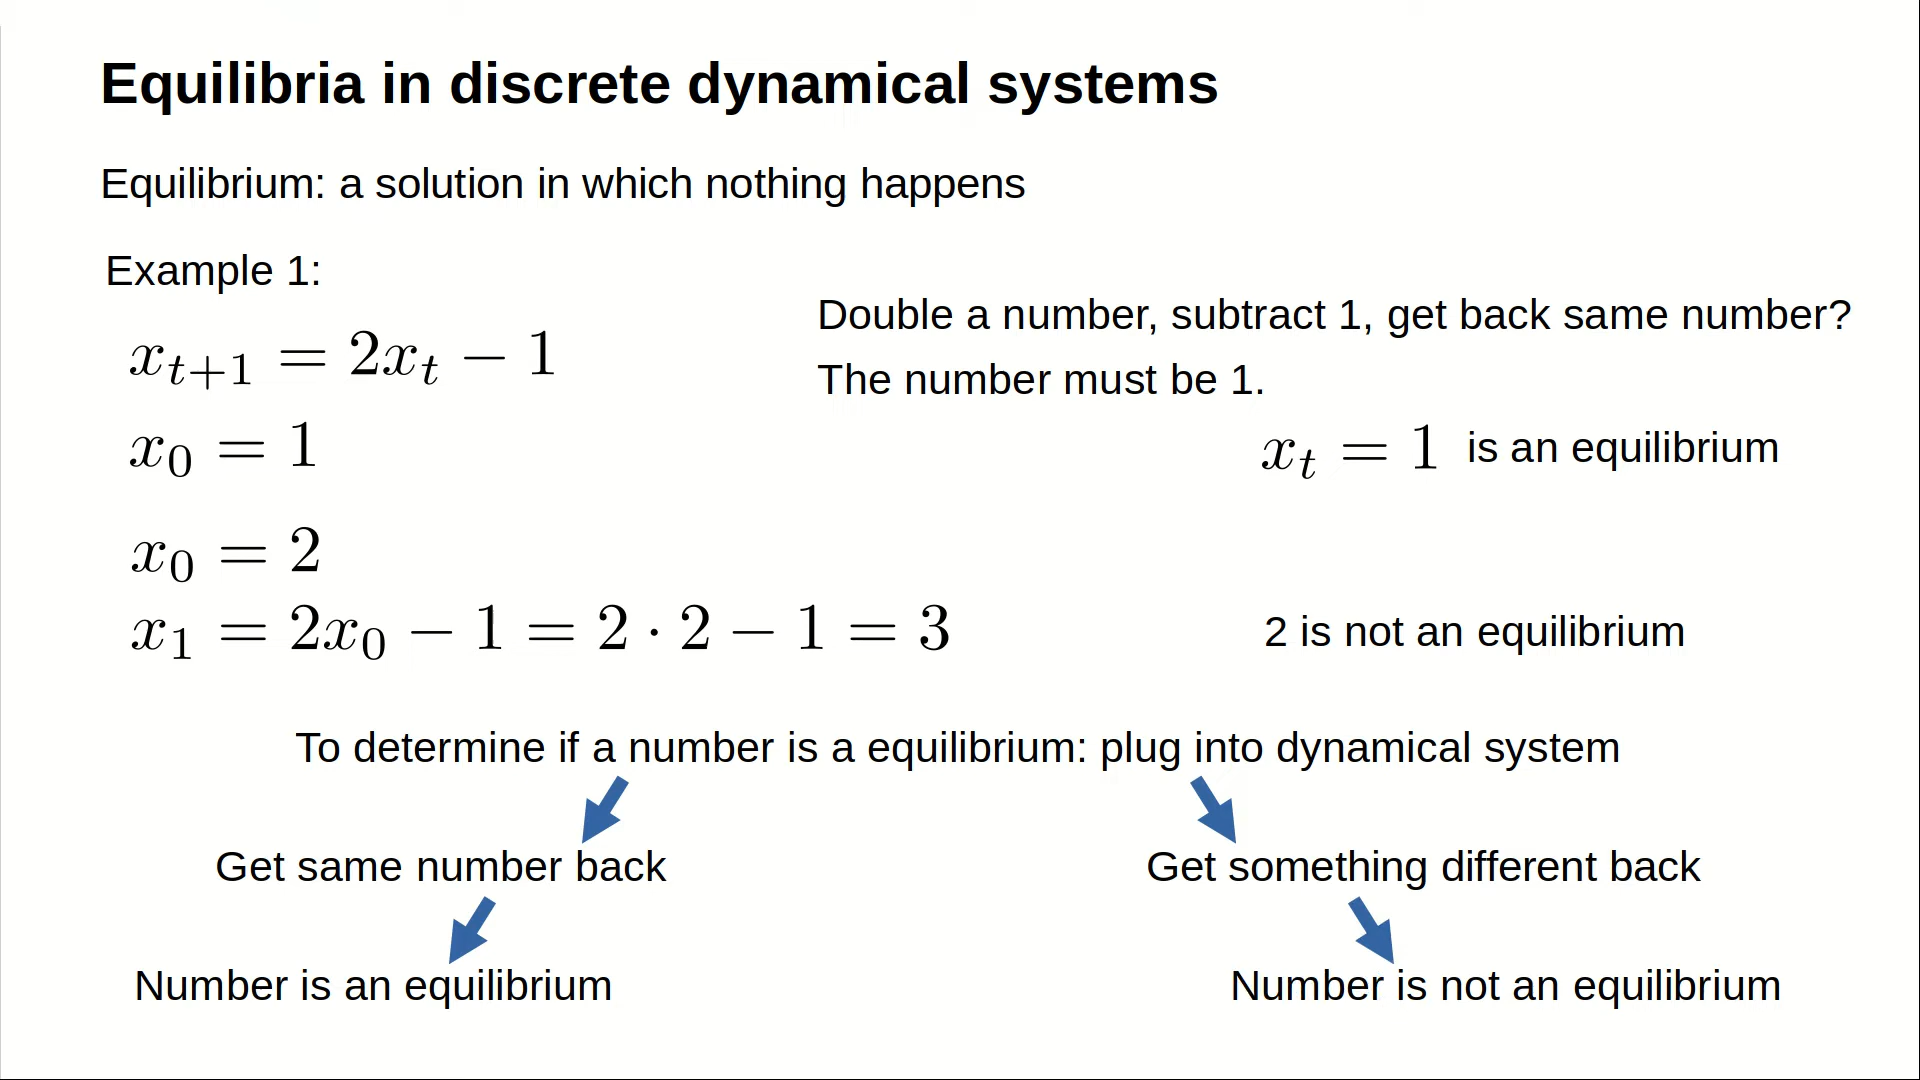 Equilibria in discrete dynamical systems
Equilibrium: a solution in which nothing happens
Example 1:
Double a number, subtract 1, get back same number?
x_{t+1} = 2x_t − 1
The number must be 1.
x_0 = 1
x_t = 1 is an equilibrium
x_0 = 2
x_1 = 2x_0 − 1 = 2 · 2 − 1 = 3
2 is not an equilibrium
To determine if a number is a equilibrium: plug into dynamical system
Get same number back
Get something different back
Number is an equilibrium
Number is not an equilibrium